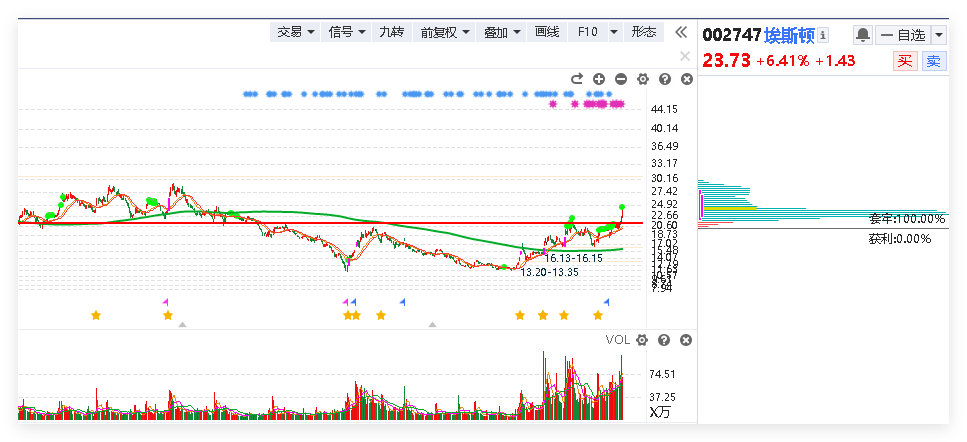 交易 信号 九转 前复权 叠加 画线 F10 形态
002747 埃斯顿 自选
23.73 +6.41% +1.43 买 卖
44.15
40.14
36.49
33.17
30.16
27.42
24.92
22.66
20.60
18.73
17.02
14.07
7.94
16.13-16.15
13.20-13.35
套牢:100.00%
获利:0.00%
VOL
74.51
37.25
X万